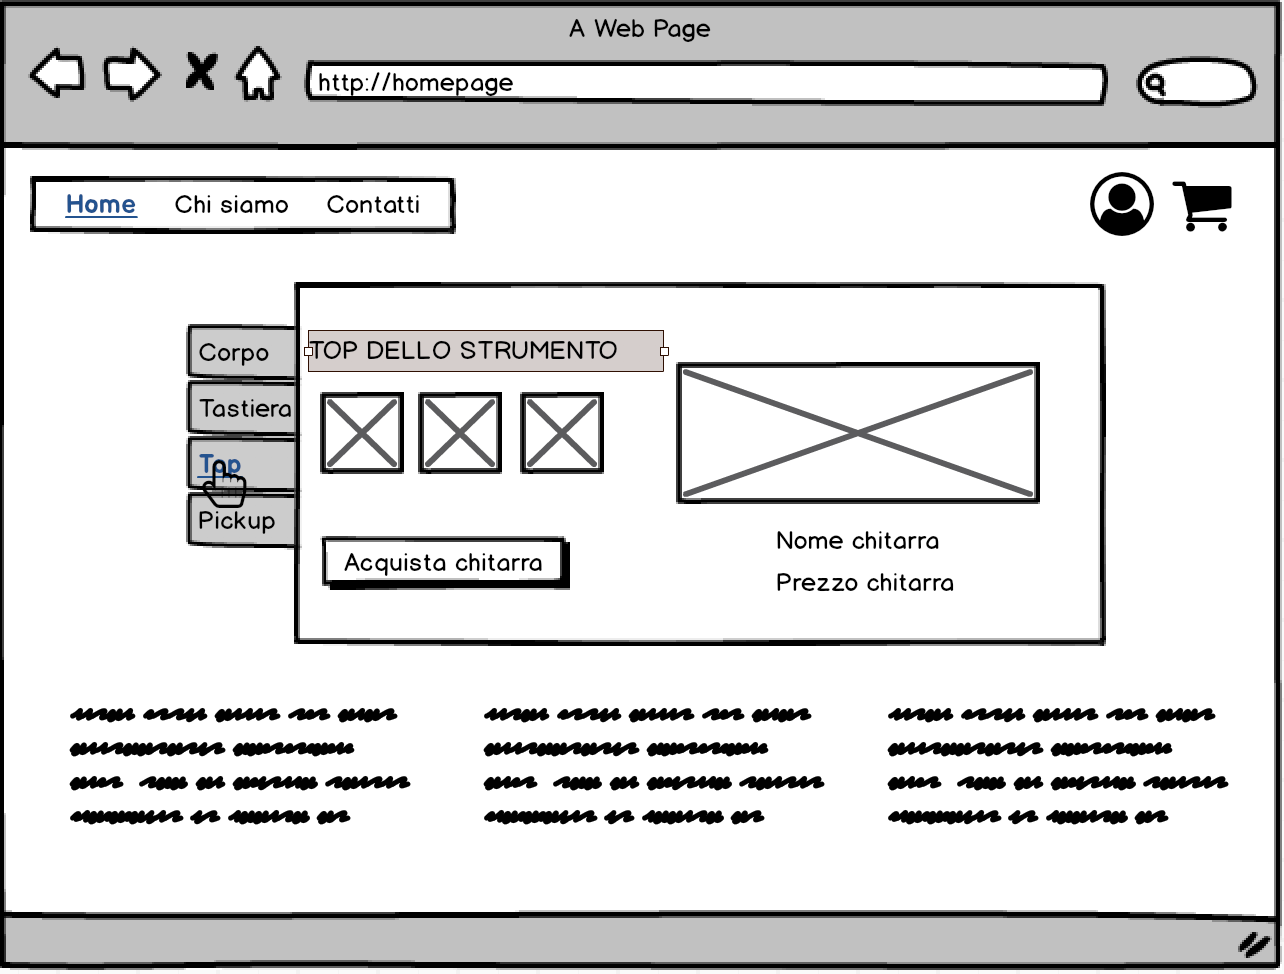 A Web Page
http://homepage
Home Chi siamo Contatti
Corpo
Tastiera
Top
Pickup
TOP DELLO STRUMENTO
Acquista chitarra
Nome chitarra
Prezzo chitarra